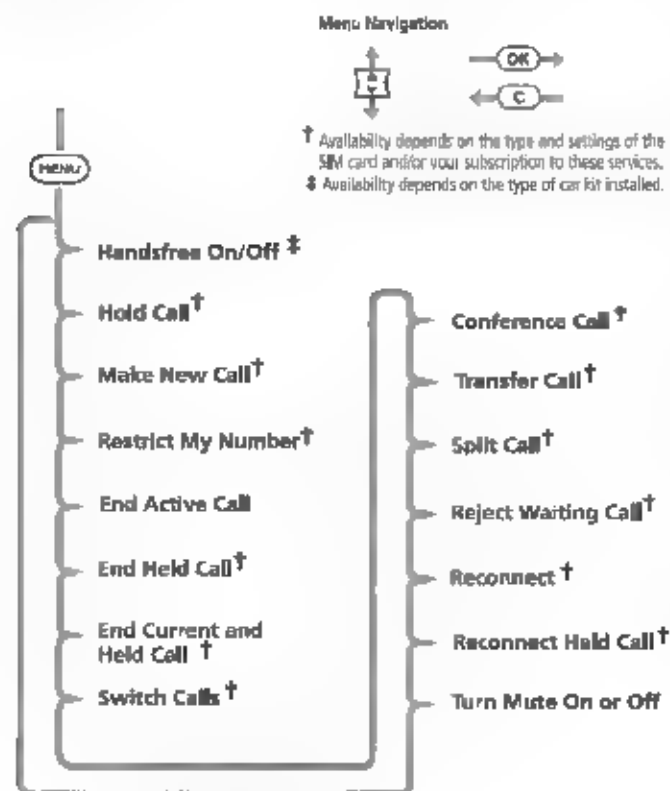 Menu Navigation
OK
C
† Availability depends on the type and settings of the
SIM card and/or your subscription to these services.
‡ Availability depends on the type of car kit installed.
MENU
Handsfree On/Off ‡
Hold Call†
Make New Call†
Restrict My Number†
End Active Call
End Held Call†
End Current and
Held Call †
Switch Calls †
Conference Call †
Transfer Call†
Split Call†
Reject Waiting Call†
Reconnect †
Reconnect Held Call†
Turn Mute On or Off